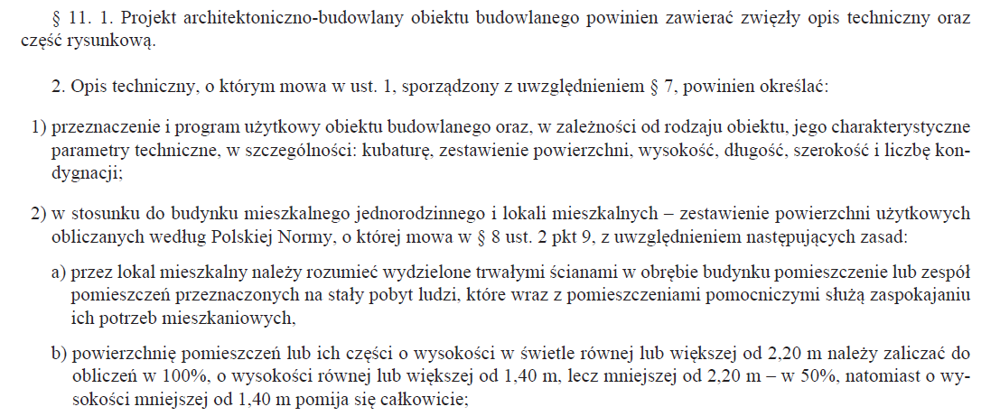 § 11. 1. Projekt architektoniczno-budowlany obiektu budowlanego powinien zawierać zwięzły opis techniczny oraz
część rysunkową.
2. Opis techniczny, o którym mowa w ust. 1, sporządzony z uwzględnieniem § 7, powinien określać:
1) przeznaczenie i program użytkowy obiektu budowlanego oraz, w zależności od rodzaju obiektu, jego charakterystyczne
parametry techniczne, w szczególności: kubaturę, zestawienie powierzchni, wysokość, długość, szerokość i liczbę kon-
dygnacji;
2) w stosunku do budynku mieszkalnego jednorodzinnego i lokali mieszkalnych – zestawienie powierzchni użytkowych
obliczanych według Polskiej Normy, o której mowa w § 8 ust. 2 pkt 9, z uwzględnieniem następujących zasad:
a) przez lokal mieszkalny należy rozumieć wydzielone trwałymi ścianami w obrębie budynku pomieszczenie lub zespół
pomieszczeń przeznaczonych na stały pobyt ludzi, które wraz z pomieszczeniami pomocniczymi służą zaspokajaniu
ich potrzeb mieszkaniowych,
b) powierzchnię pomieszczeń lub ich części o wysokości w świetle równej lub większej od 2,20 m należy zaliczać do
obliczeń w 100%, o wysokości równej lub większej od 1,40 m, lecz mniejszej od 2,20 m – w 50%, natomiast o wy-
sokości mniejszej od 1,40 m pomija się całkowicie;